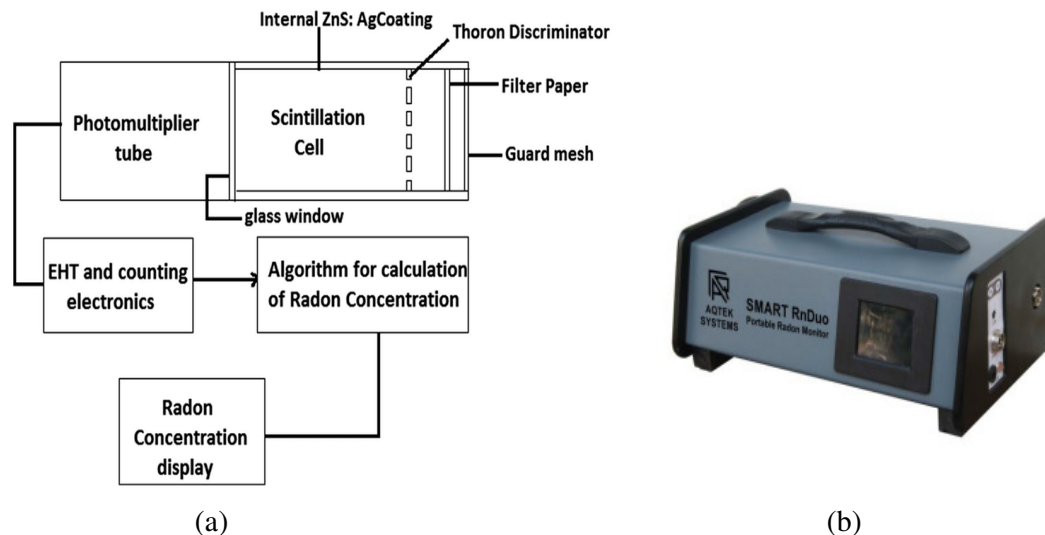 Internal ZnS: AgCoating
Thoron Discriminator
Filter Paper
Photomultiplier
tube
Scintillation
Cell
Guard mesh
glass window
EHT and counting
electronics
Algorithm for calculation
of Radon Concentration
Radon
Concentration
display
AQTEK
SYSTEMS
SMART RnDuo
Portable Radon Monitor
(a)
(b)